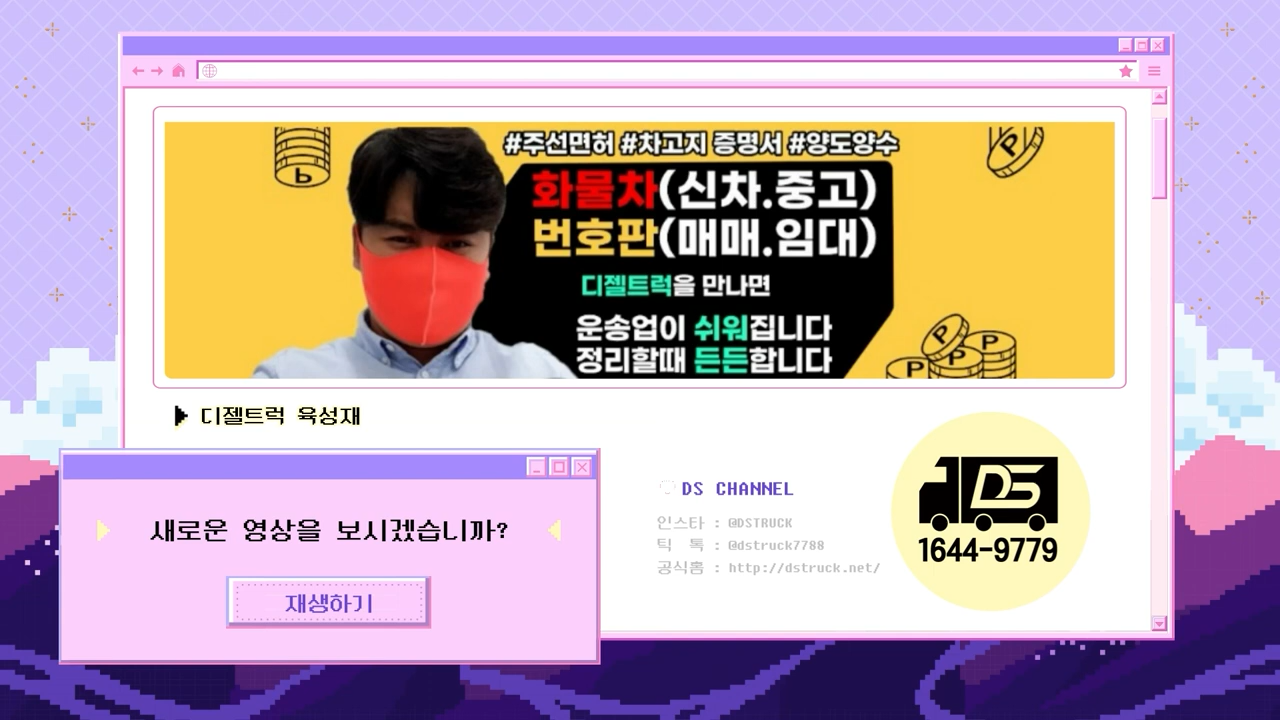 #주선면허 #차고지 증명서 #양도양수
화물차(신차.중고)
번호판(매매.임대)
디젤트럭을 만나면
운송업이 쉬워집니다
정리할때 든든합니다
P
P
P
P
P
P
디젤트럭 육성재
새로운 영상을 보시겠습니까?
재생하기
DS CHANNEL
인스타 : @DSTRUCK
틱 톡 : @dstruck7788
공식홈 : http://dstruck.net/
DS
1644-9779